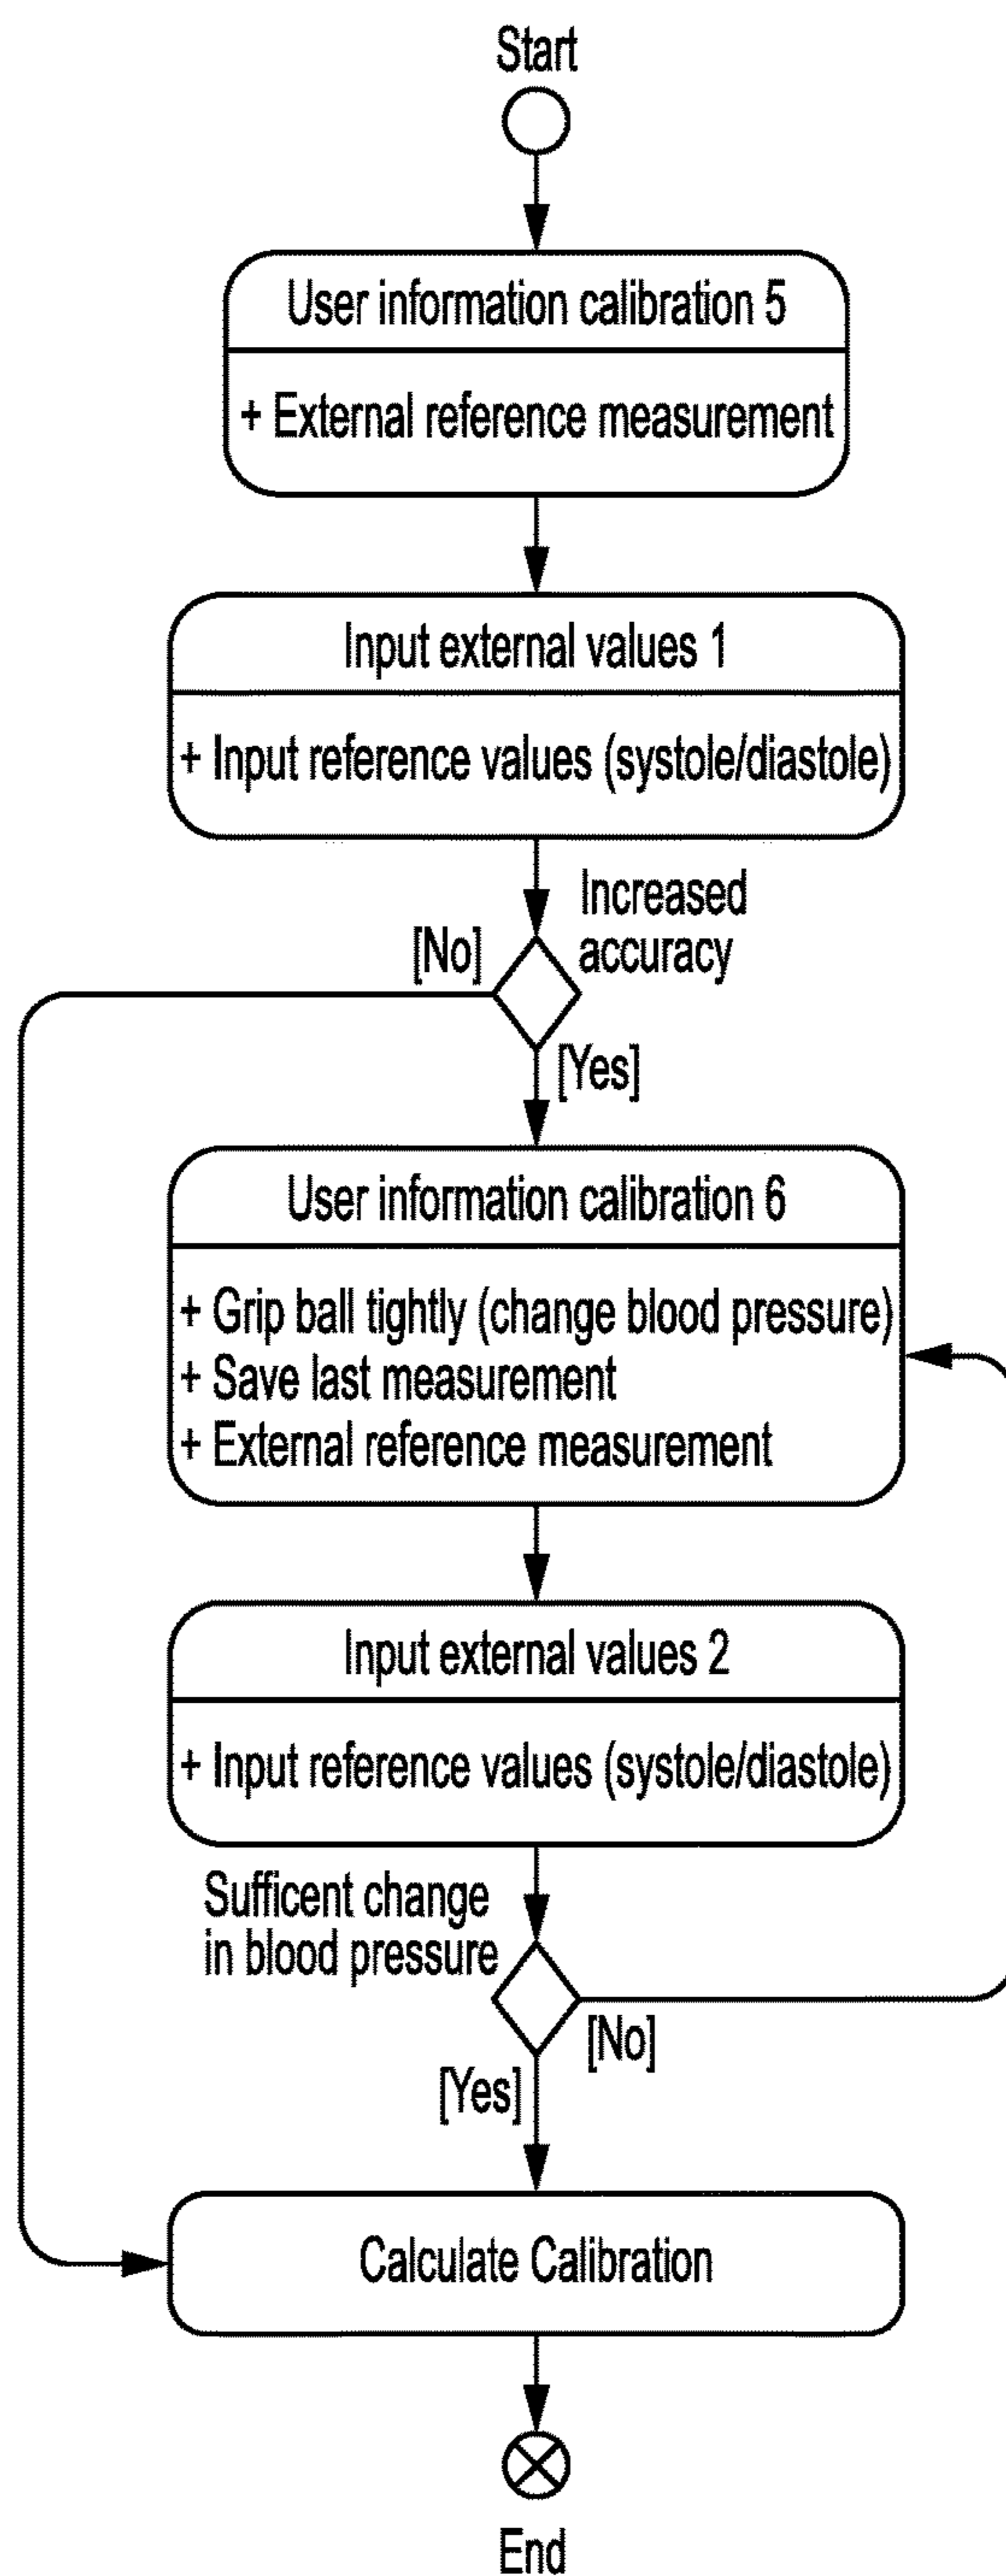 Start
User information calibration 5
+ External reference measurement
Input external values 1
+ Input reference values (systole/diastole)
Increased
accuracy
[No]
[Yes]
User information calibration 6
+ Grip ball tightly (change blood pressure)
+ Save last measurement
+ External reference measurement
Input external values 2
+ Input reference values (systole/diastole)
Sufficent change
in blood pressure
[No]
[Yes]
Calculate Calibration
End